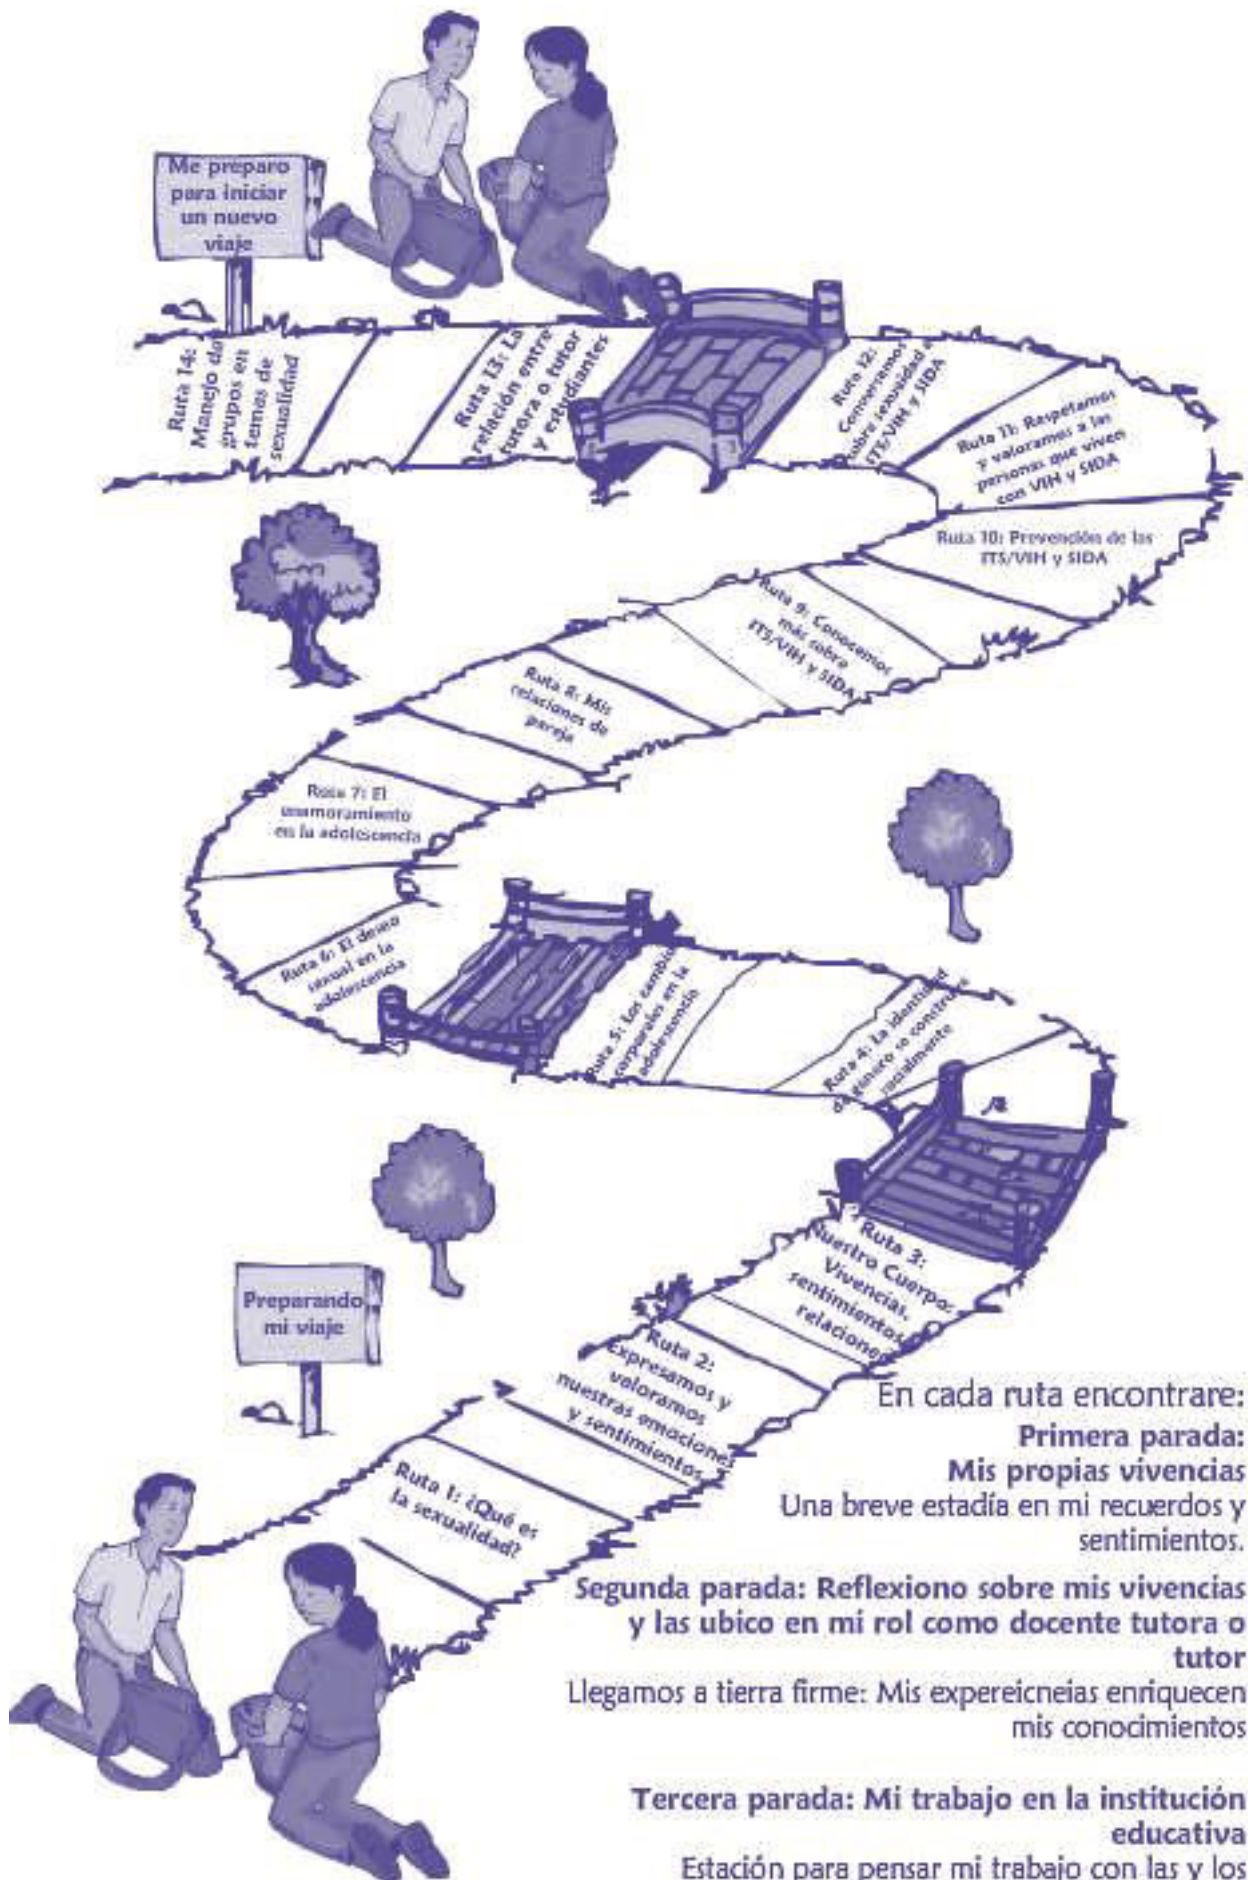 Me preparo
para iniciar
un nuevo
viaje
Ruta 14:
Manejo de
grupos en
temas de
sexualidad
Ruta 13: La
relación entre
tutora o tutor
y estudiantes
Ruta 12:
Conversemos
sobre sexualidad e
ITS/VIH y SIDA
Ruta 11: Respetamos
y valoramos a las
personas que viven
con VIH y SIDA
Ruta 10: Prevención de las
ITS/VIH y SIDA
Ruta 9: Conocemos
más sobre
ITS/VIH y SIDA
Ruta 8: Mis
relaciones de
pareja
Ruta 7: El
enamoramiento
en la adolescencia
Ruta 6: El deseo
sexual en la
adolescencia
Ruta 5: Los cambios
corporales en la
adolescencia
Ruta 4: La identidad
de género se construye
socialmente
Ruta 3:
Nuestro Cuerpo:
Vivencias,
sentimientos
relaciones
Ruta 2:
Expresamos y
valoramos
nuestras emociones
y sentimientos
Ruta 1: ¿Qué es
la sexualidad?
Preparando
mi viaje
En cada ruta encontrare:
Primera parada:
Mis propias vivencias
Una breve estadía en mi recuerdos y
sentimientos.
Segunda parada: Reflexiono sobre mis vivencias
y las ubico en mi rol como docente tutora o
tutor
Llegamos a tierra firme: Mis expereicneias enriquecen
mis conocimientos
Tercera parada: Mi trabajo en la institución
educativa
Estación para pensar mi trabajo con las y los